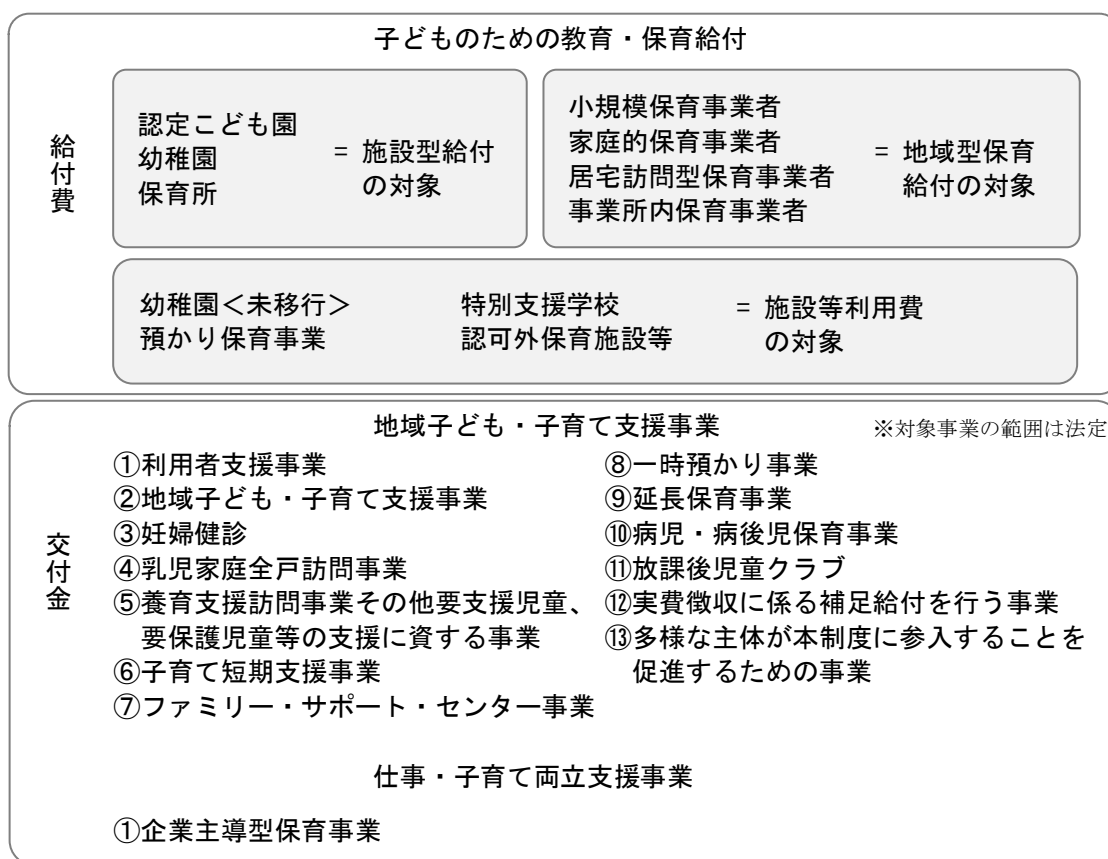 子どものための教育・保育給付
給付費
認定こども園
幼稚園
保育所
= 施設型給付
の対象
小規模保育事業者
家庭的保育事業者
居宅訪問型保育事業者
事業所内保育事業者
= 地域型保育
給付の対象
幼稚園＜未移行＞
預かり保育事業
特別支援学校
認可外保育施設等
= 施設等利用費
の対象
地域子ども・子育て支援事業
※対象事業の範囲は法定
交付金
①利用者支援事業
②地域子ども・子育て支援事業
③妊婦健診
④乳児家庭全戸訪問事業
⑤養育支援訪問事業その他要支援児童、
要保護児童等の支援に資する事業
⑥子育て短期支援事業
⑦ファミリー・サポート・センター事業
⑧一時預かり事業
⑨延長保育事業
⑩病児・病後児保育事業
⑪放課後児童クラブ
⑫実費徴収に係る補足給付を行う事業
⑬多様な主体が本制度に参入することを
促進するための事業
仕事・子育て両立支援事業
①企業主導型保育事業